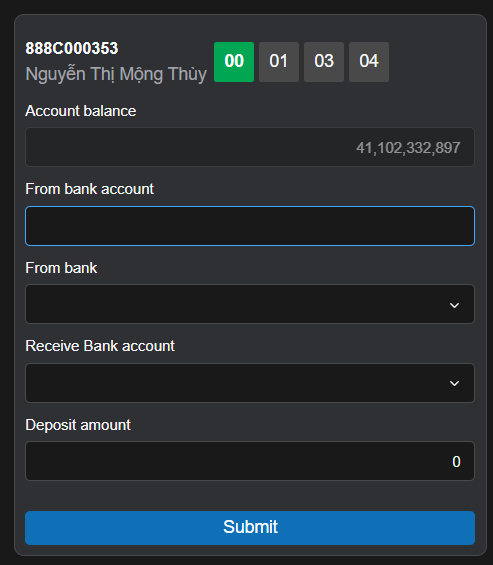 888C000353
Nguyễn Thị Mộng Thùy
00 01 03 04
Account balance
41,102,332,897
From bank account
From bank
Receive Bank account
Deposit amount
0
Submit